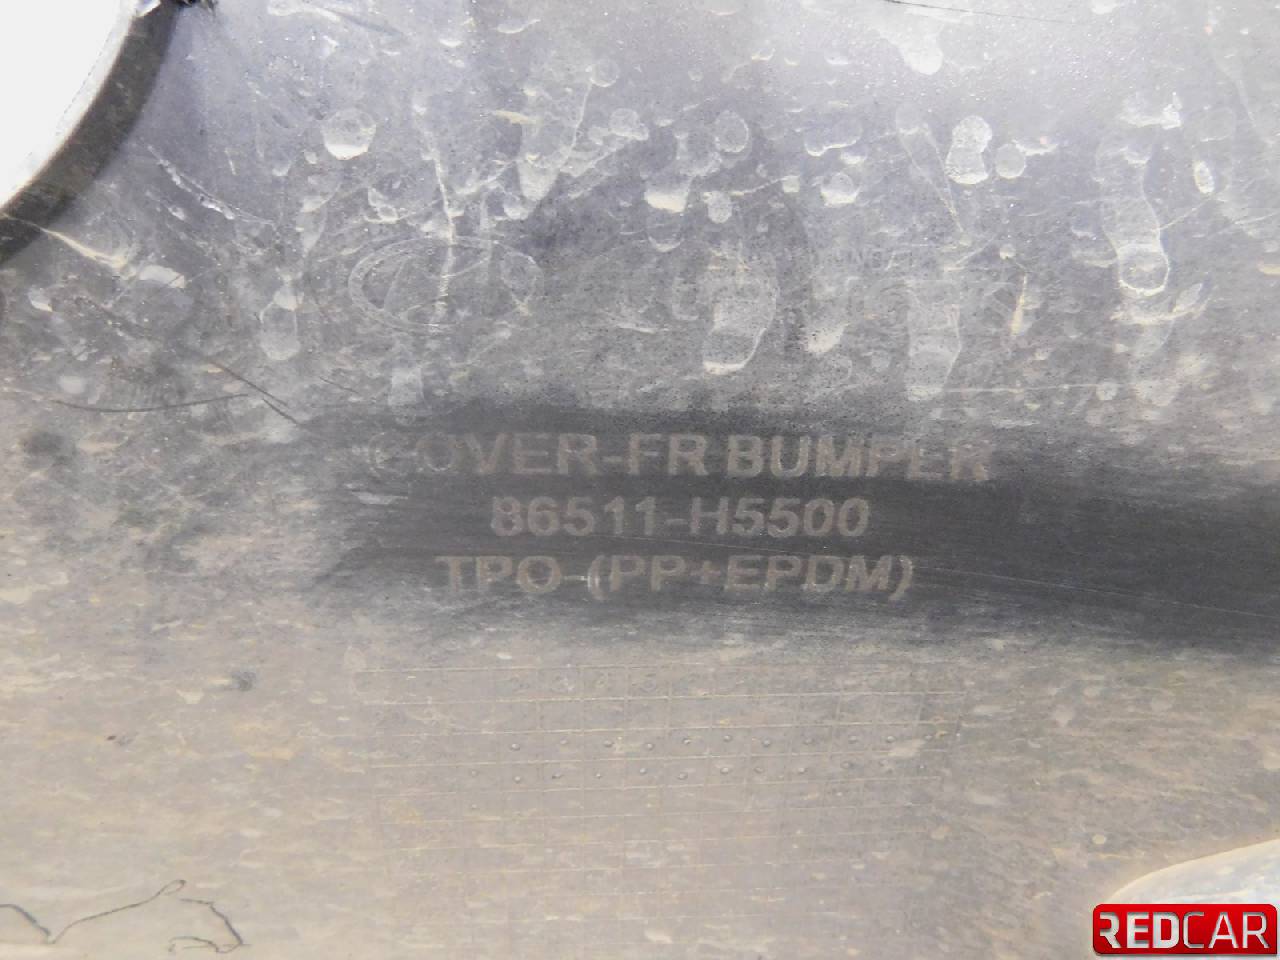 COVER-FR BUMPER
86511-H5500
TPO-(PP+EPDM)
REDCAR